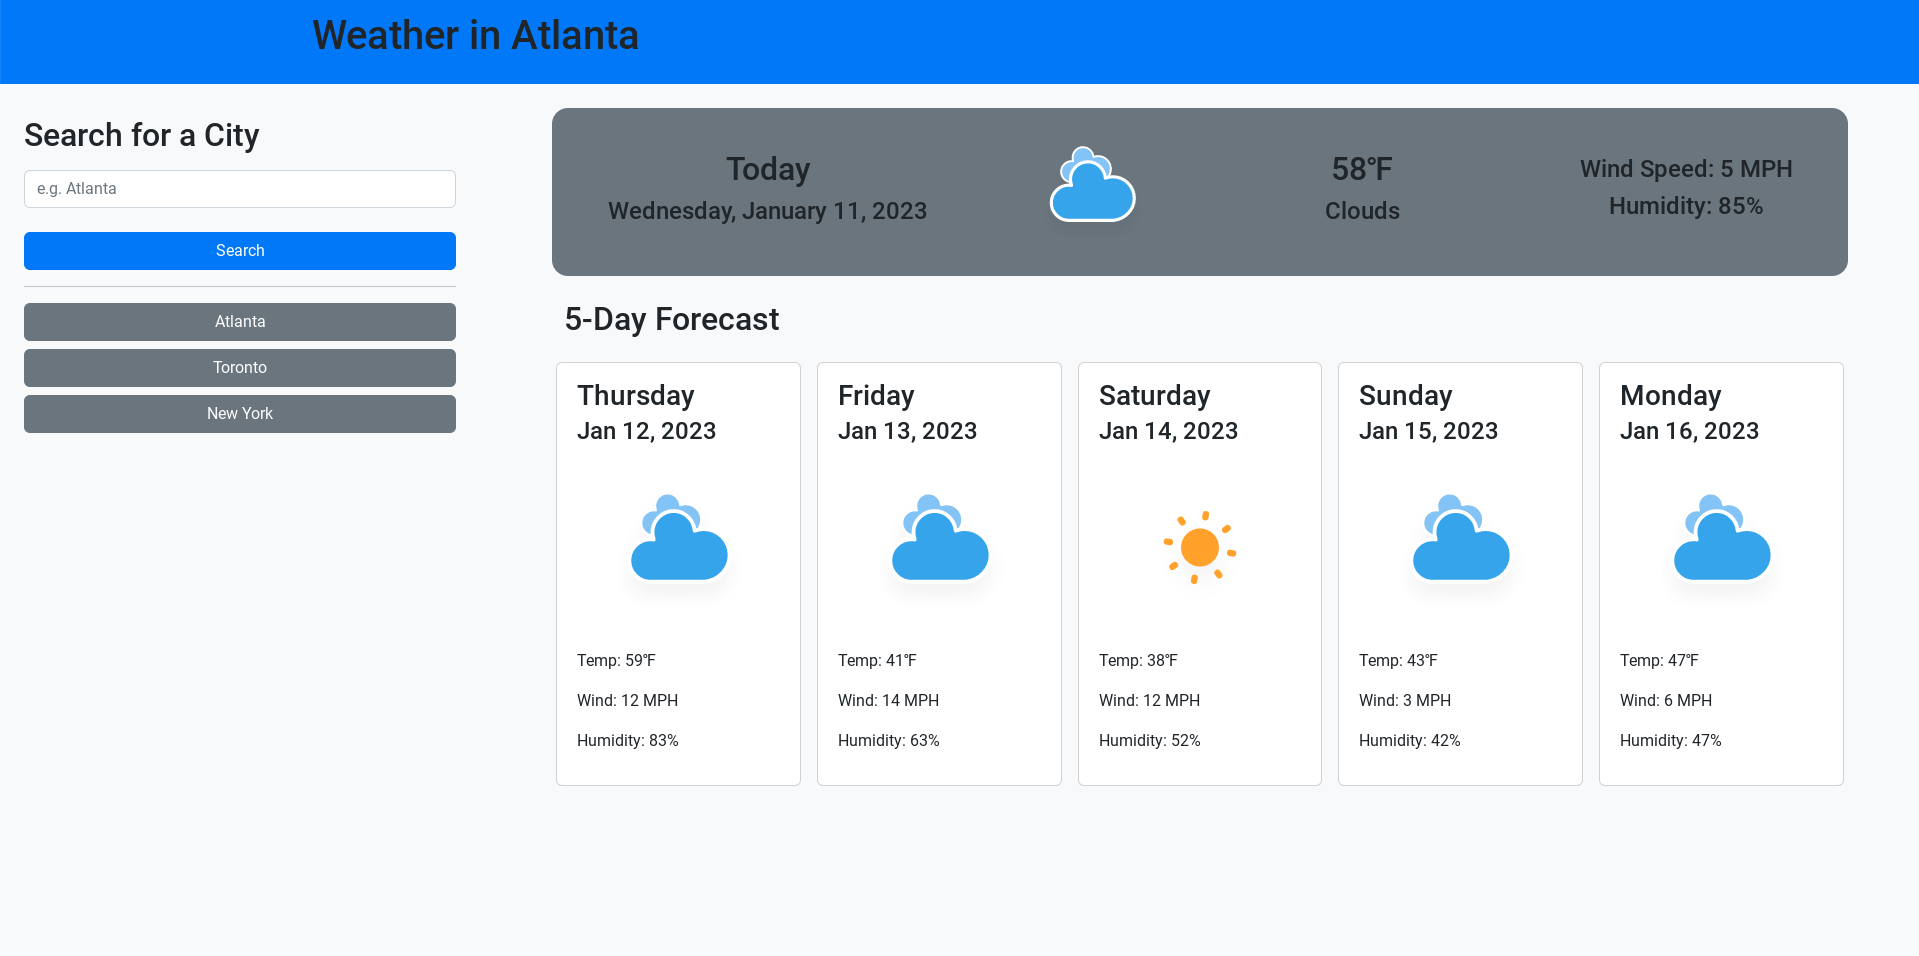 Weather in Atlanta
Search for a City
e.g. Atlanta
Search
Atlanta
Toronto
New York
Today
Wednesday, January 11, 2023
58°F
Clouds
Wind Speed: 5 MPH
Humidity: 85%
5-Day Forecast
Thursday
Jan 12, 2023
Temp: 59°F
Wind: 12 MPH
Humidity: 83%
Friday
Jan 13, 2023
Temp: 41°F
Wind: 14 MPH
Humidity: 63%
Saturday
Jan 14, 2023
Temp: 38°F
Wind: 12 MPH
Humidity: 52%
Sunday
Jan 15, 2023
Temp: 43°F
Wind: 3 MPH
Humidity: 42%
Monday
Jan 16, 2023
Temp: 47°F
Wind: 6 MPH
Humidity: 47%